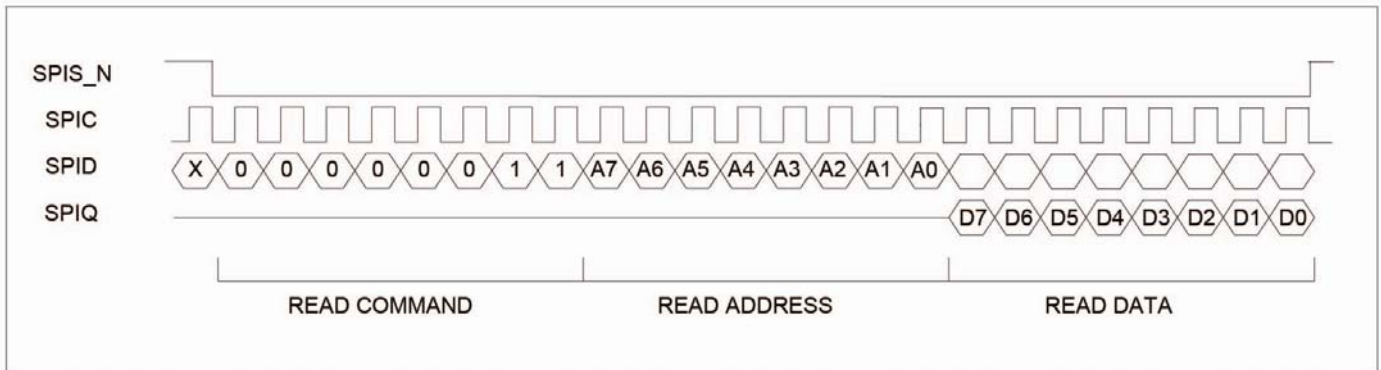 SPIS_N
SPIC
SPID X 0 0 0 0 0 0 1 1 A7 A6 A5 A4 A3 A2 A1 A0
SPIQ D7 D6 D5 D4 D3 D2 D1 D0
READ COMMAND READ ADDRESS READ DATA